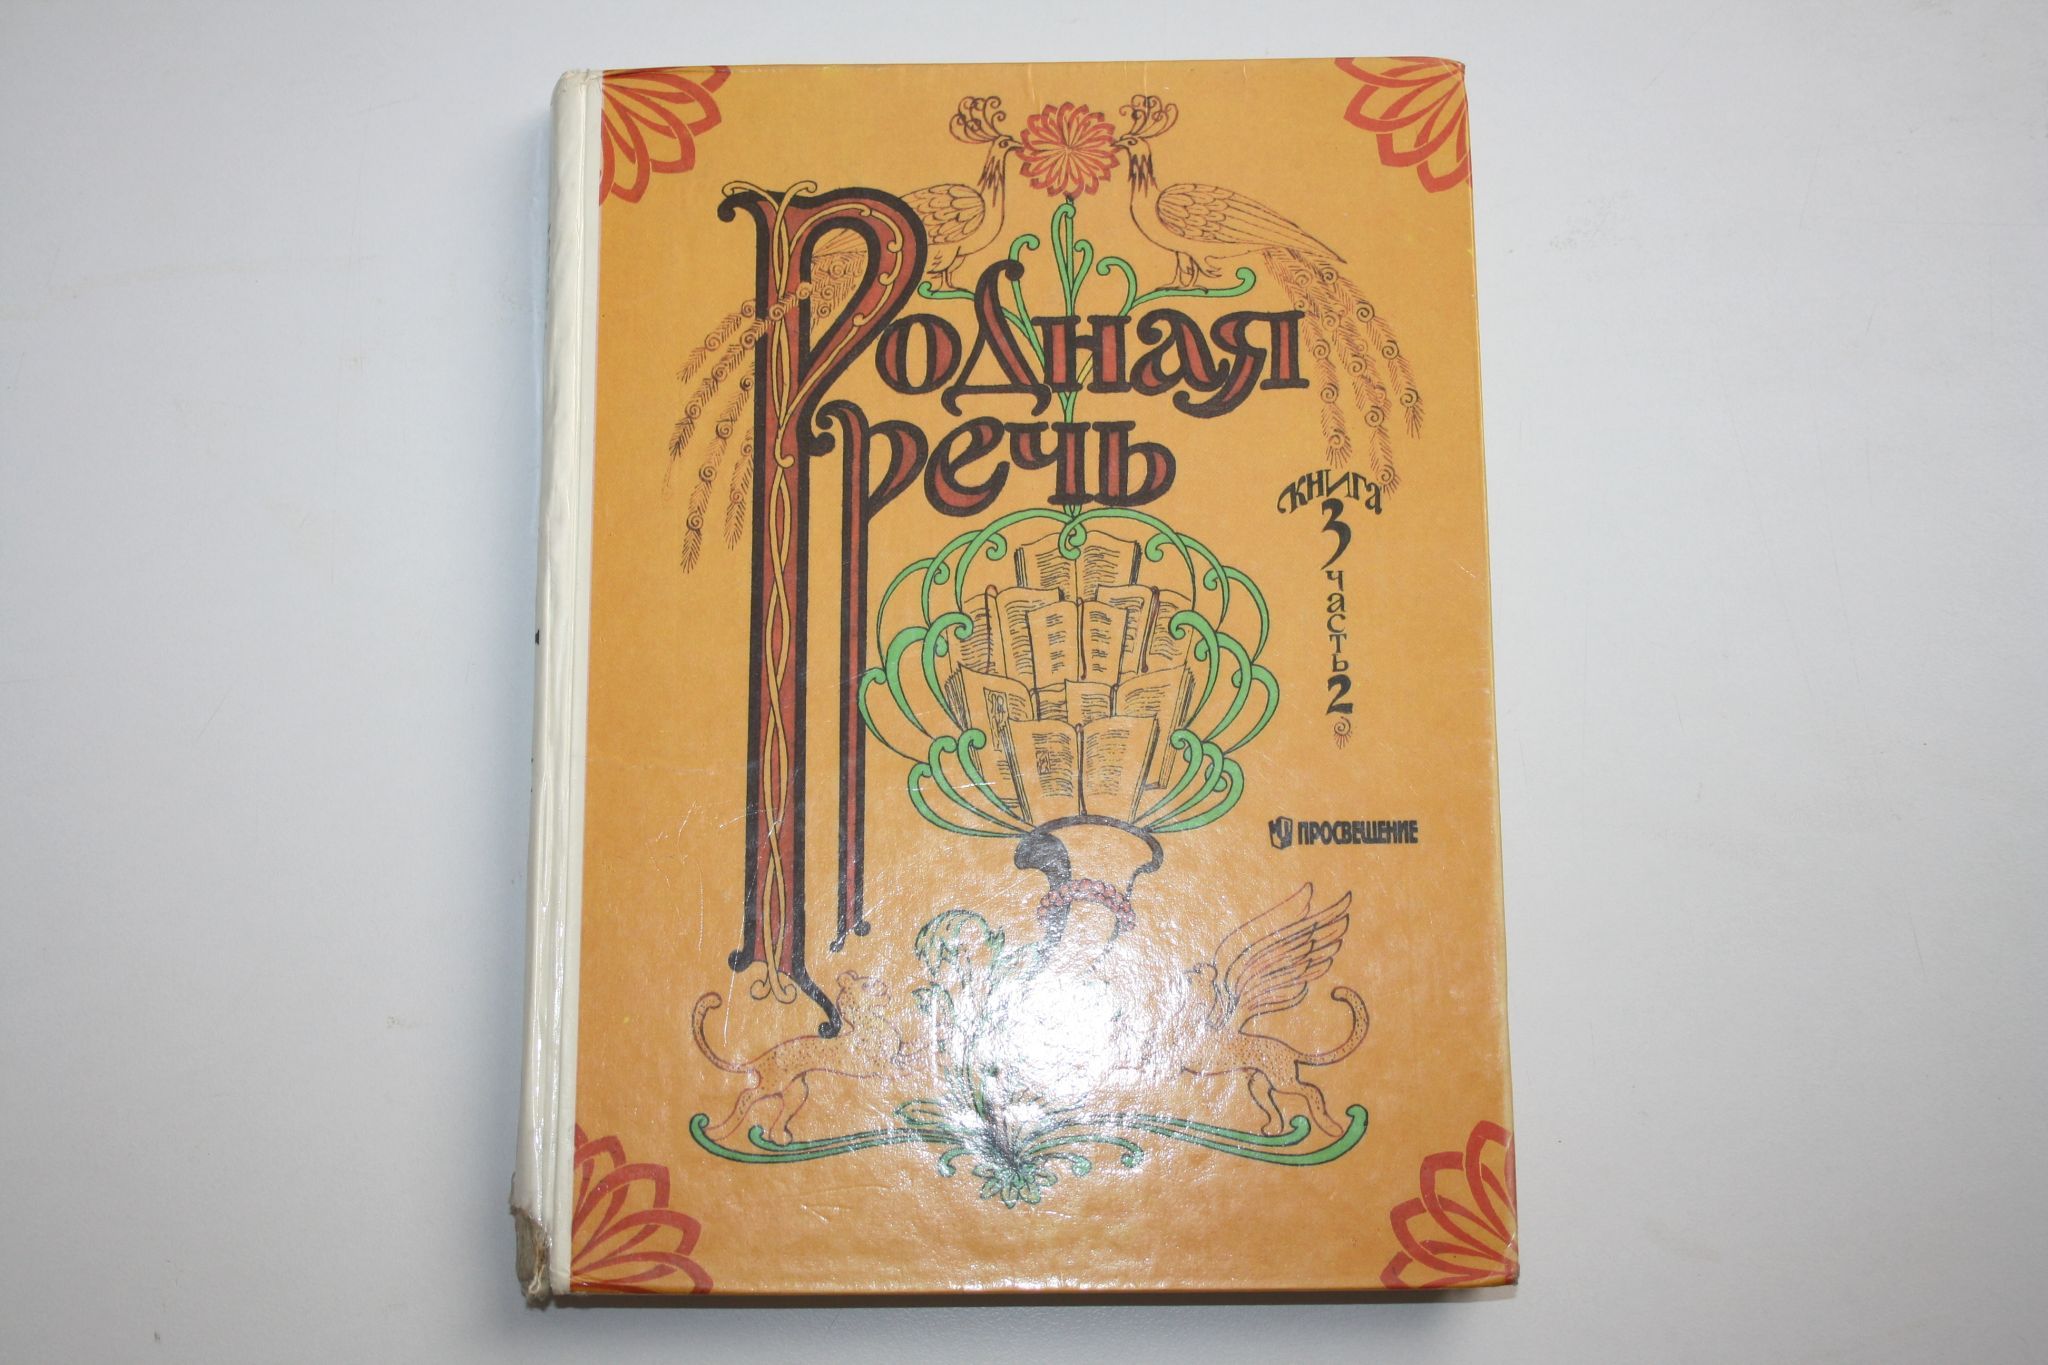 Родная
речь
книга
3
часть
2
ПРОСВЕЩЕНИЕ